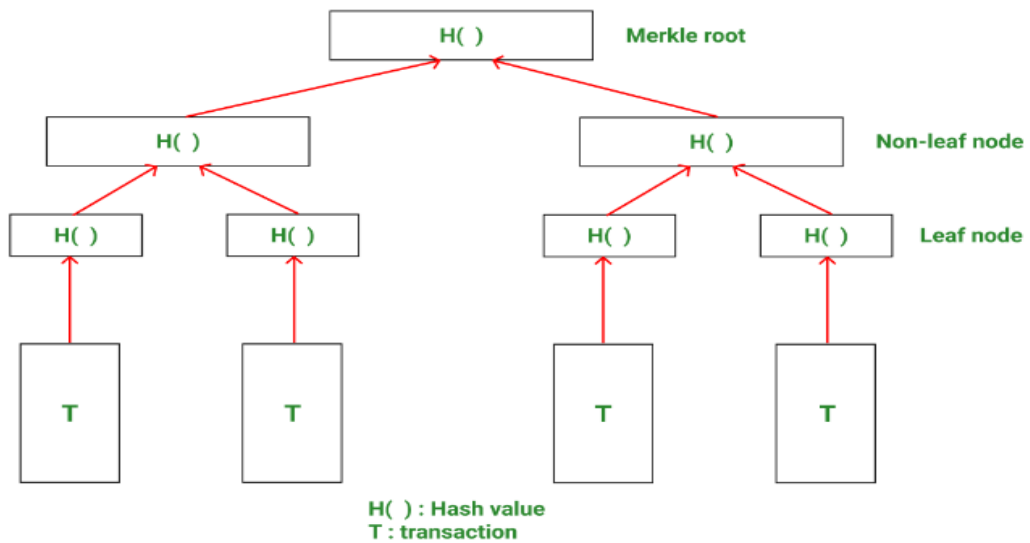 H( ) Merkle root
H( ) H( ) Non-leaf node
H( ) H( ) H( ) H( ) Leaf node
T T T T
H( ) : Hash value
T : transaction